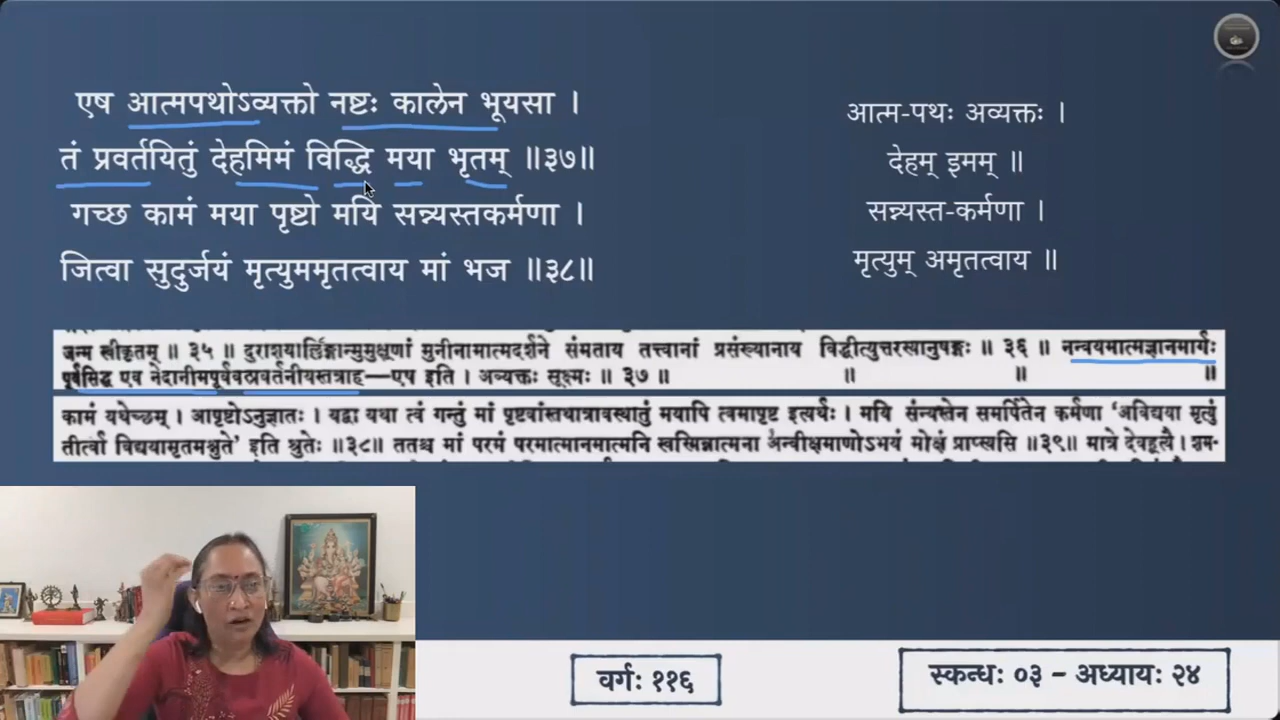 एष आत्मपथोऽव्यक्तो नष्टः कालेन भूयसा ।
तं प्रवर्तयितुं देहमिमं विद्धि मया भृतम् ॥३७॥
गच्छ कामं मया पृष्टो मयि सन्न्यस्तकर्मणा ।
जित्वा सुदुर्जयं मृत्युममृतत्वाय मां भज ॥३८॥
आत्म-पथः अव्यक्तः ।
देहम् इमम् ॥
सन्न्यस्त-कर्मणा ।
मृत्युम् अमृतत्वाय ॥
जन्म स्वीकृतम् ॥ ३५ ॥ दुराशयाल्लिङ्गान्मुमुक्षूणां मुनीनामात्मदर्शने संमताय तत्त्वानां प्रसंख्यानाय विद्धीत्युत्तरस्यानुषङ्गः ॥ ३६ ॥ नन्वयमात्मज्ञानमार्गः
पूर्वसिद्ध एव नेदानीमपूर्ववत्प्रवर्तनीयस्तत्राह—एष इति । अव्यक्तः सूक्ष्मः ॥ ३७ ॥ ॥ ॥ ॥
कामं यथेच्छम् । आपृष्टोऽनुज्ञातः । यद्वा यथा त्वं गन्तुं मां पृष्टवांस्तथात्रावस्थातुं मयापि त्वमापृष्ट इत्यर्थः । मयि संन्यस्तेन समर्पितेन कर्मणा ‘अविद्यया मृत्युं
तीर्त्वा विद्ययामृतमश्नुते’ इति श्रुतेः ॥३८॥ ततश्च मां परमं परमात्मानमात्मनि स्वस्मिन्नात्मना अन्वीक्षमाणोऽभयं मोक्षं प्राप्स्यसि ॥३९॥ मात्रे देवहूत्यै । शम-
वर्गः ११६
स्कन्धः ०३ – अध्यायः २४